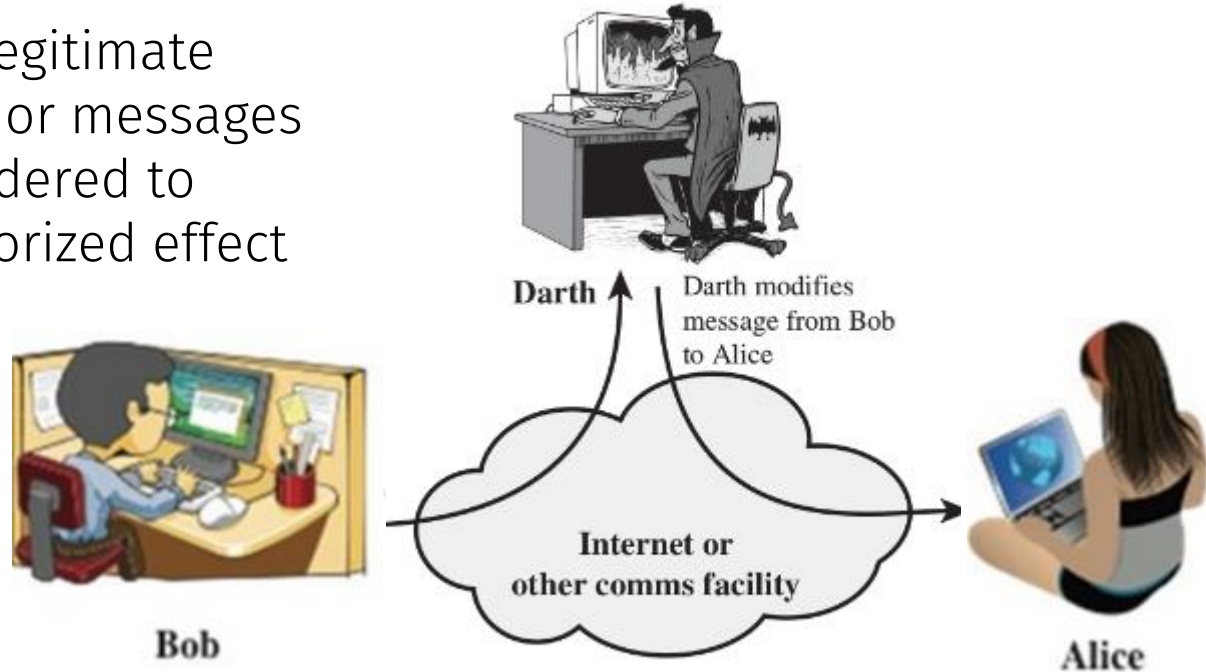 egitimate
or messages
dered to
orized effect
Darth
Darth modifies
message from Bob
to Alice
Internet or
other comms facility
Bob
Alice